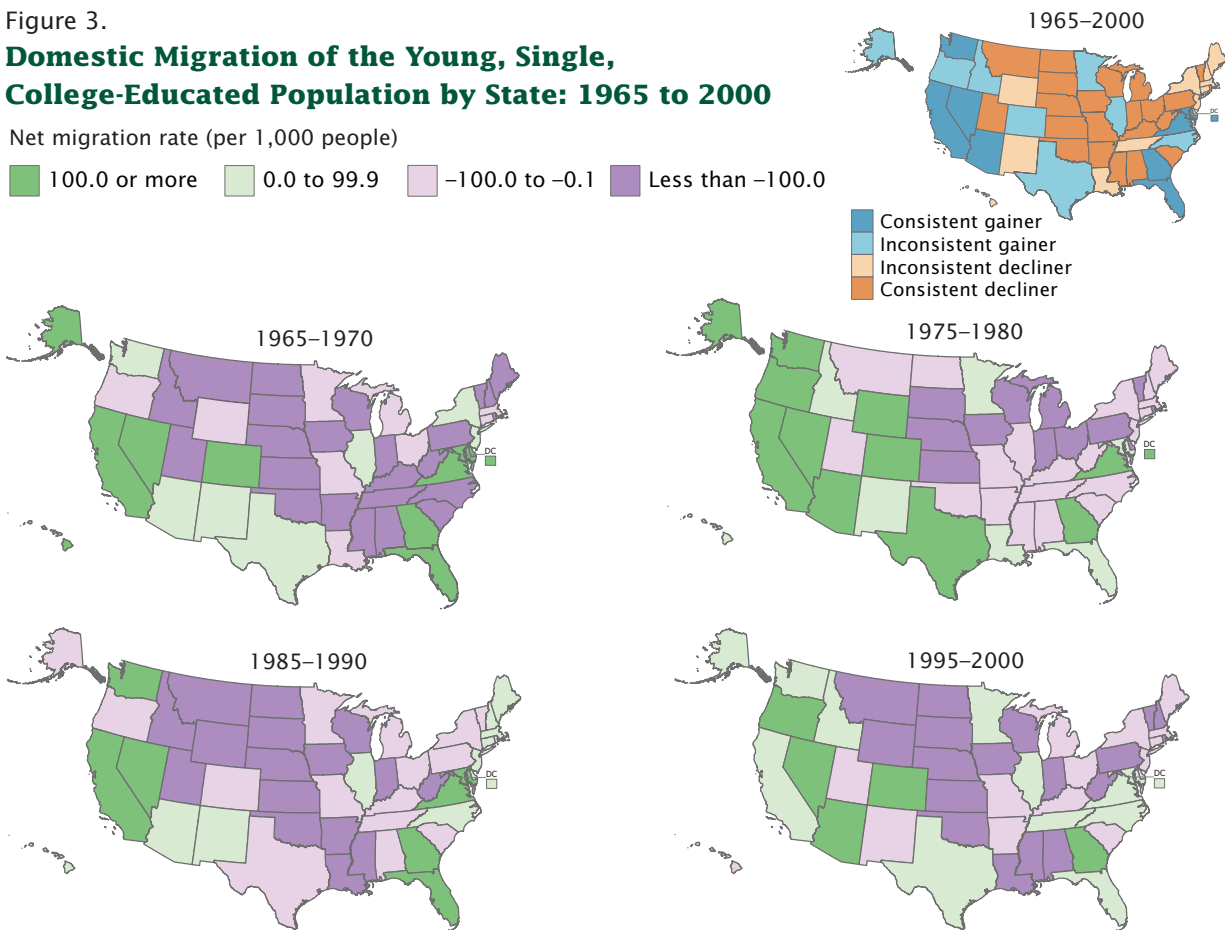 Figure 3.
Domestic Migration of the Young, Single,
College-Educated Population by State: 1965 to 2000
Net migration rate (per 1,000 people)
100.0 or more
0.0 to 99.9
–100.0 to –0.1
Less than –100.0
1965–2000
Consistent gainer
Inconsistent gainer
Inconsistent decliner
Consistent decliner
1965–1970
DC
1975–1980
DC
1985–1990
DC
1995–2000
DC